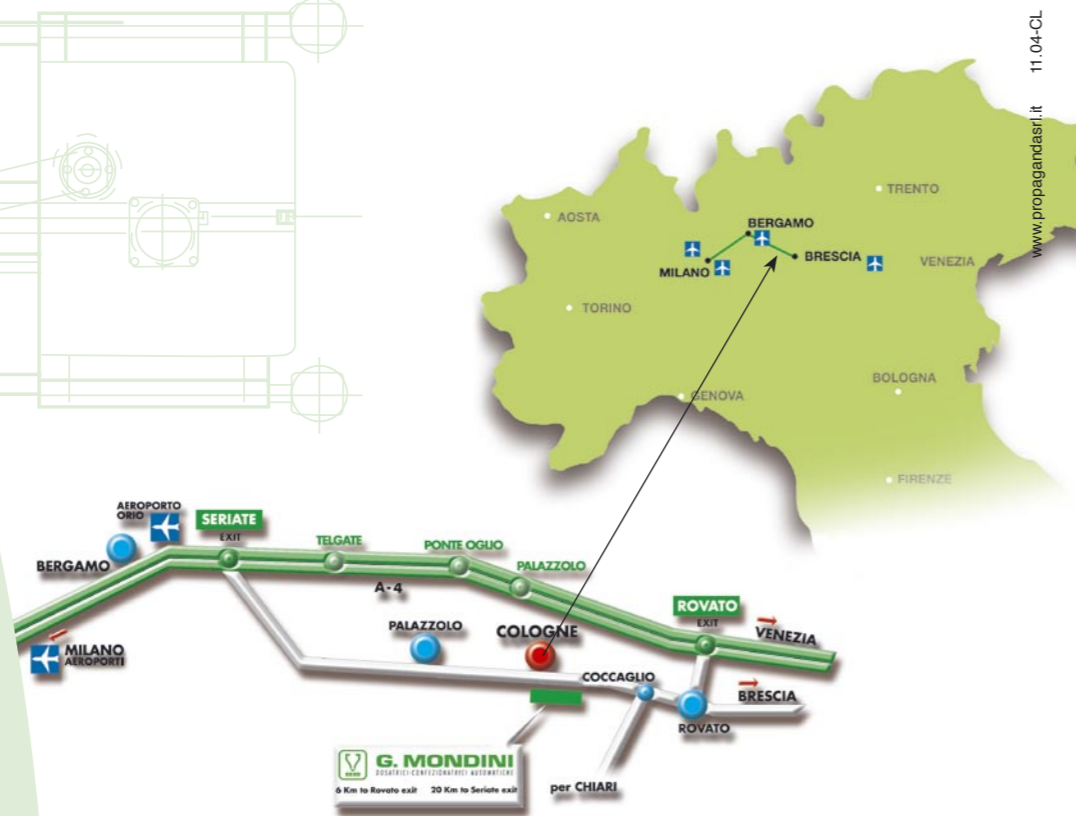 www.propagandasrl.it 11.04-CL
TRENTO
AOSTA
BERGAMO
BRESCIA
MILANO
VENEZIA
TORINO
BOLOGNA
GENOVA
FIRENZE
AEROPORTO
ORIO
SERIATE
EXIT
TELGATE
PONTE OGLIO
PALAZZOLO
BERGAMO
A-4
ROVATO
EXIT
VENEZIA
MILANO
AEROPORTI
PALAZZOLO
COLOGNE
COCCAGLIO
BRESCIA
ROVATO
G. MONDINI
DOSATRICI-CONFEZIONATRICI AUTOMATICHE
6 Km to Rovato exit 20 Km to Seriate exit
per CHIARI